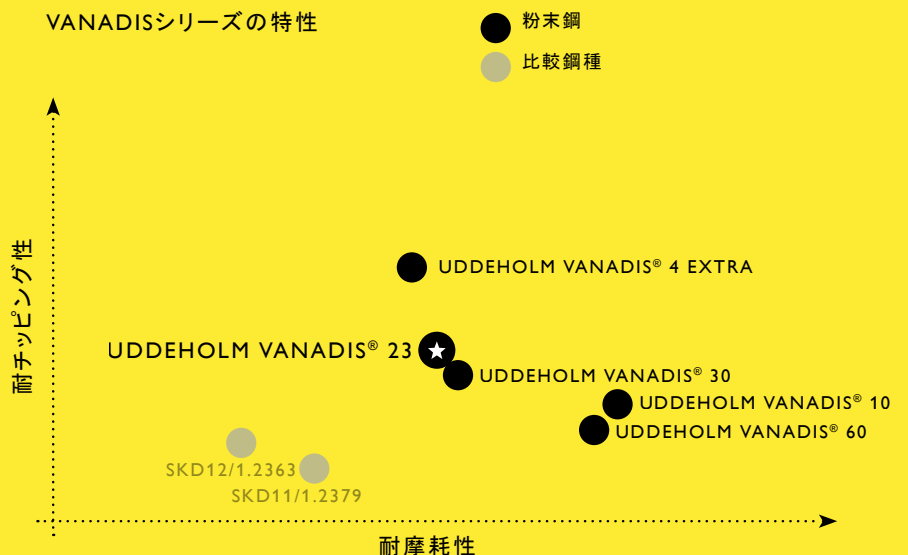 VANADISシリーズの特性
粉末鋼
比較鋼種
耐チッピング性
UDDEHOLM VANADIS® 4 EXTRA
UDDEHOLM VANADIS® 23
UDDEHOLM VANADIS® 30
UDDEHOLM VANADIS® 10
UDDEHOLM VANADIS® 60
SKD12/1.2363
SKD11/1.2379
耐摩耗性